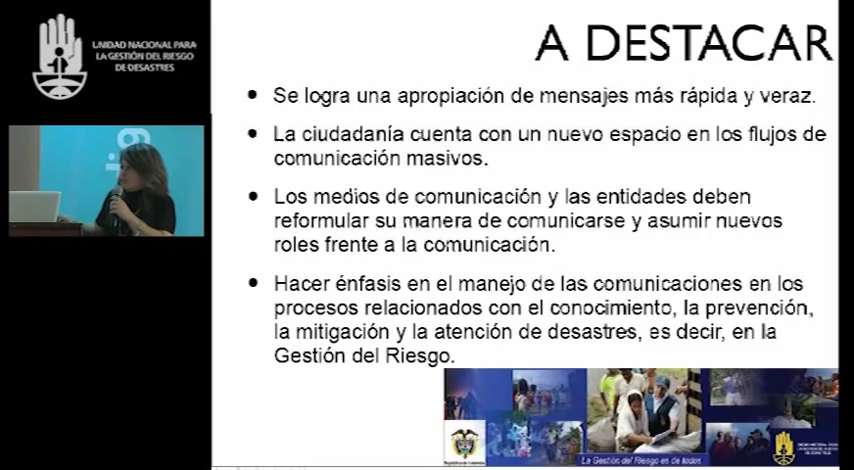 UNIDAD NACIONAL PARA
LA GESTIÓN DEL RIESGO
DE DESASTRES
A DESTACAR
• Se logra una apropiación de mensajes más rápida y veraz.
• La ciudadanía cuenta con un nuevo espacio en los flujos de
comunicación masivos.
• Los medios de comunicación y las entidades deben
reformular su manera de comunicarse y asumir nuevos
roles frente a la comunicación.
• Hacer énfasis en el manejo de las comunicaciones en los
procesos relacionados con el conocimiento, la prevención,
la mitigación y la atención de desastres, es decir, en la
Gestión del Riesgo.
La Gestión del Riesgo es de todos